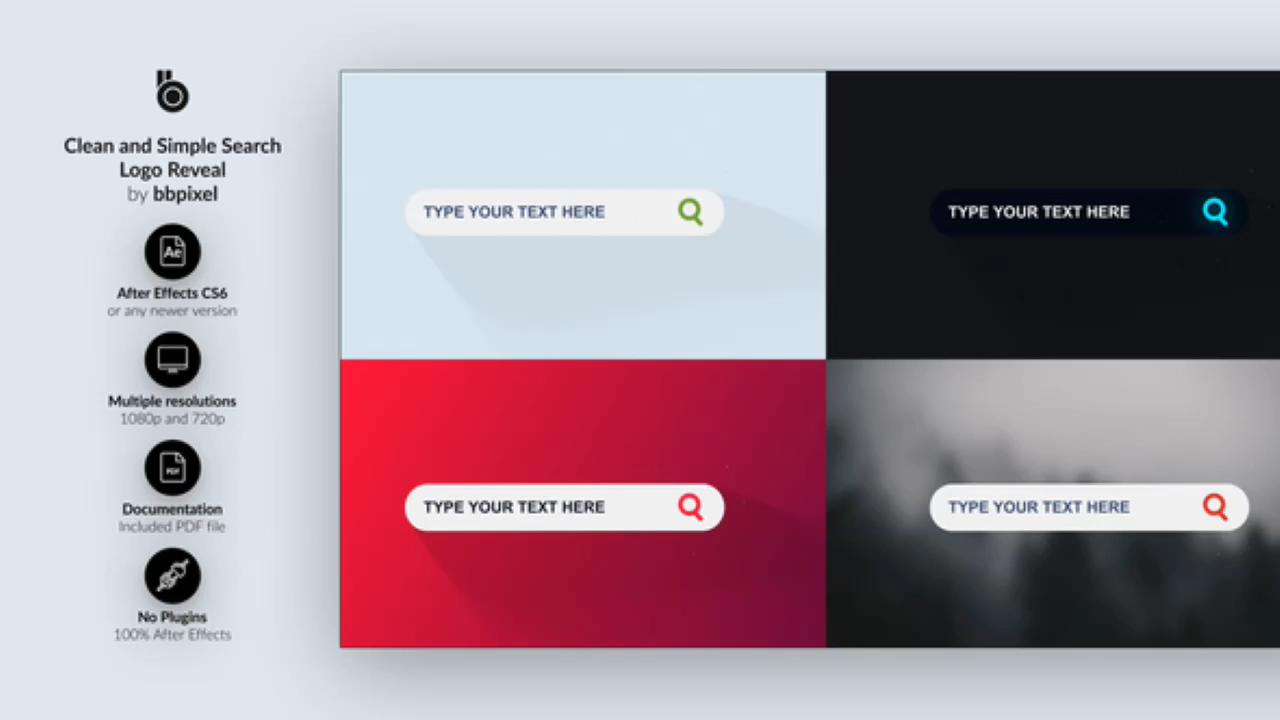 Clean and Simple Search
Logo Reveal
by bbpixel
Ae
After Effects CS6
or any newer version
Multiple resolutions
1080p and 720p
PDF
Documentation
Included PDF file
No Plugins
100% After Effects
TYPE YOUR TEXT HERE
TYPE YOUR TEXT HERE
TYPE YOUR TEXT HERE
TYPE YOUR TEXT HERE